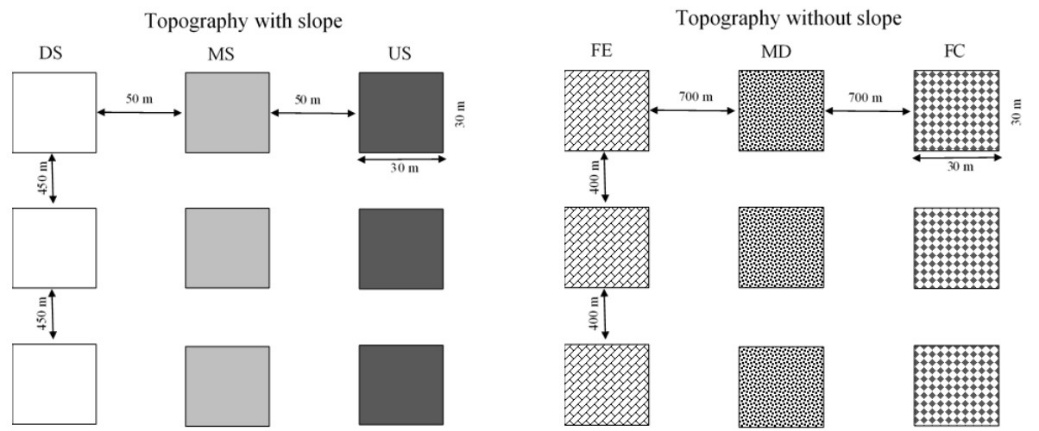 Topography with slope
DS MS US
50 m 50 m
30 m
30 m
450 m
450 m
Topography without slope
FE MD FC
700 m 700 m
30 m
30 m
400 m
400 m